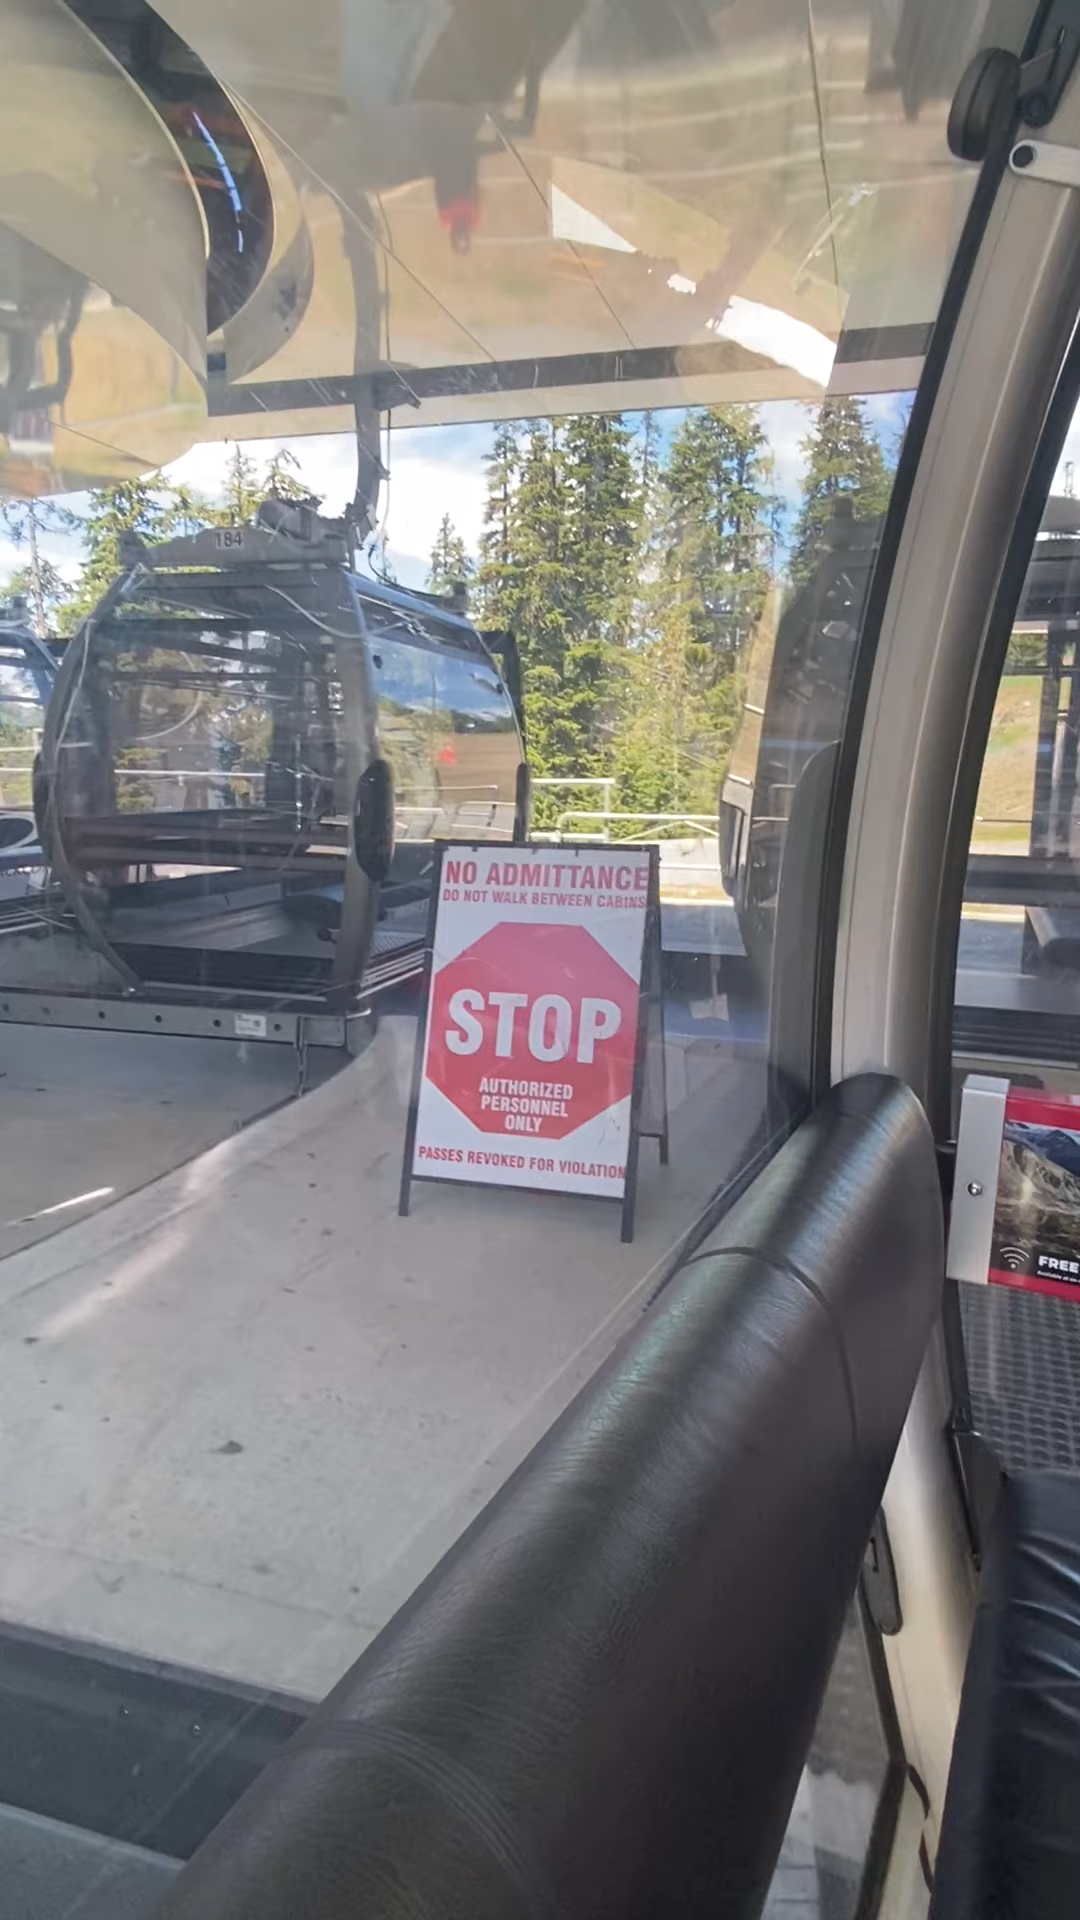 184
NO ADMITTANCE
DO NOT WALK BETWEEN CABINS
STOP
AUTHORIZED
PERSONNEL
ONLY
PASSES REVOKED FOR VIOLATION
FREE